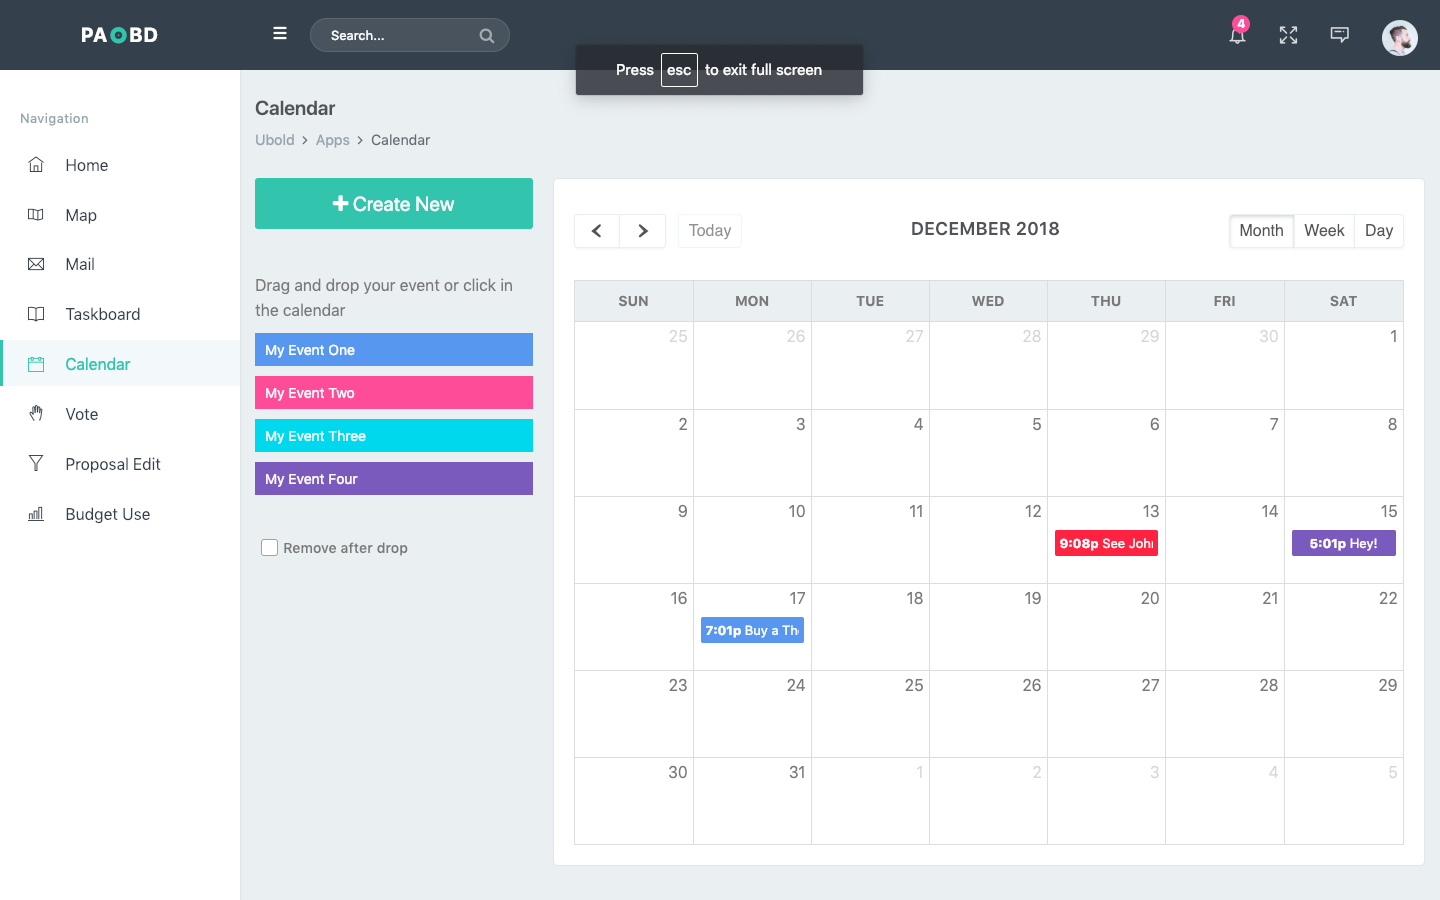 PAOBD
Search...
4
Press esc to exit full screen
Navigation
Home
Map
Mail
Taskboard
Calendar
Vote
Proposal Edit
Budget Use
Calendar
Ubold > Apps > Calendar
Create New
Drag and drop your event or click in
the calendar
My Event One
My Event Two
My Event Three
My Event Four
Remove after drop
Today
DECEMBER 2018
Month Week Day
SUN MON TUE WED THU FRI SAT
25 26 27 28 29 30 1
2 3 4 5 6 7 8
9 10 11 12 13 14 15
9:08p See John 5:01p Hey!
16 17 18 19 20 21 22
7:01p Buy a Th
23 24 25 26 27 28 29
30 31 1 2 3 4 5